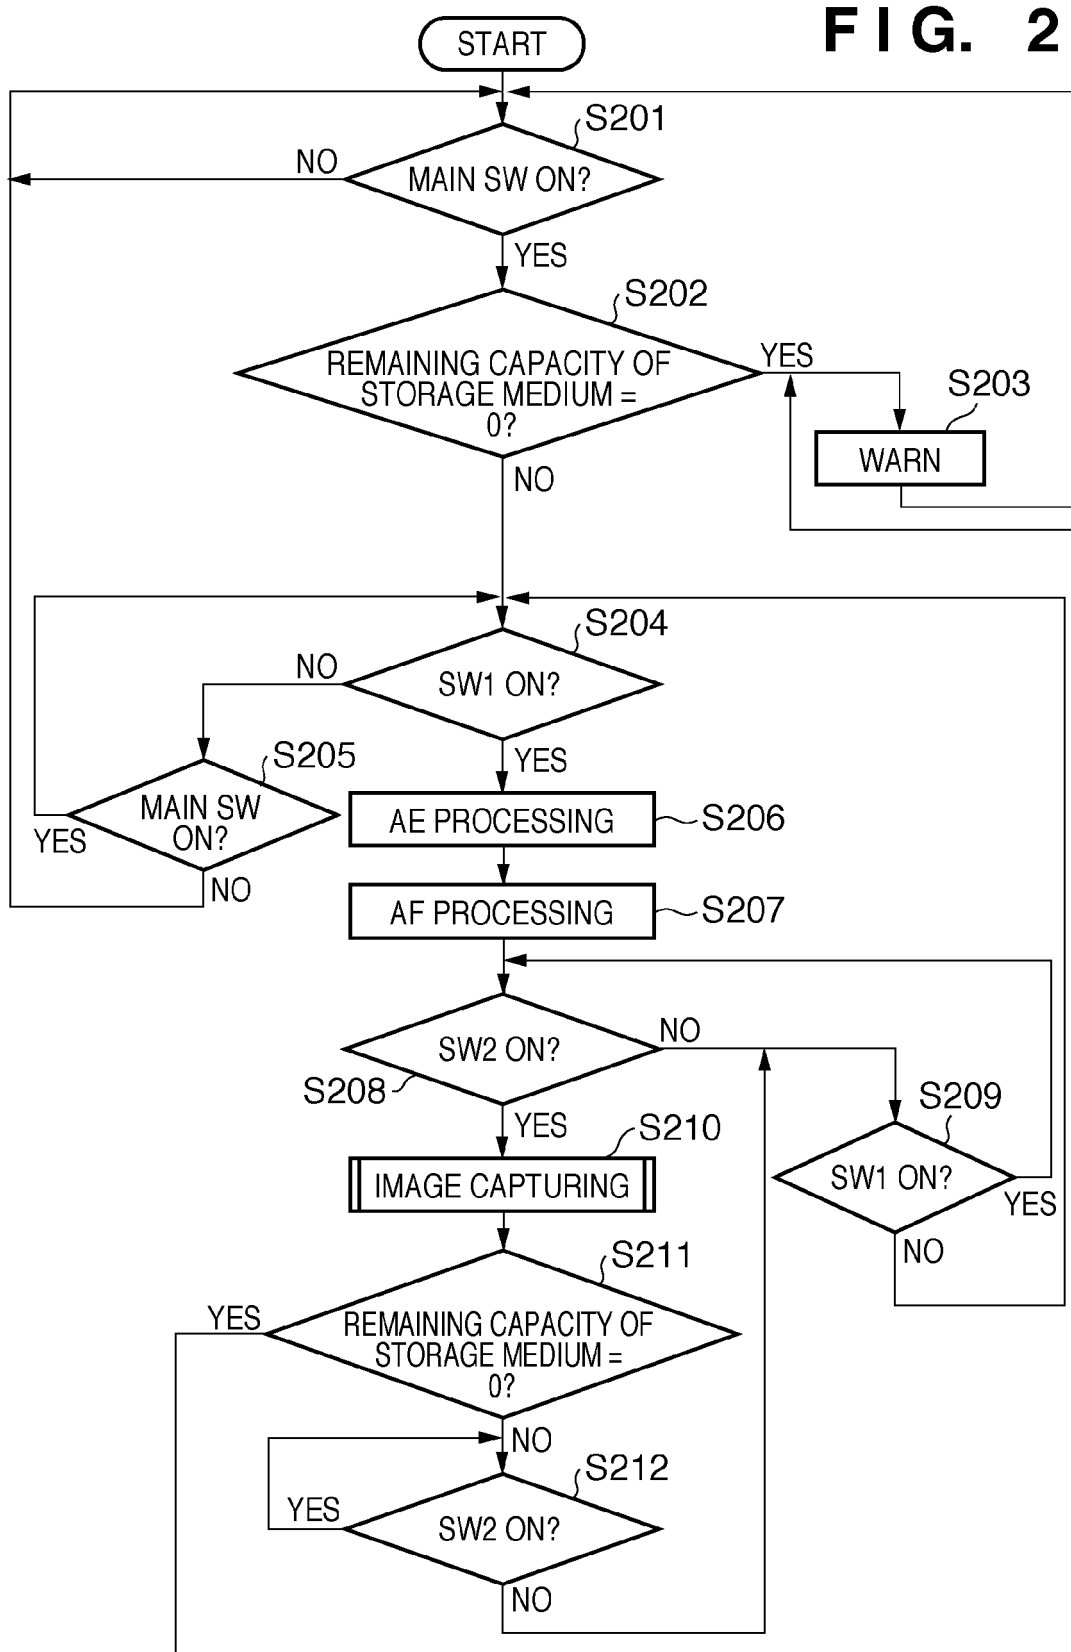 FIG. 2
START
S201
NO
MAIN SW ON?
YES
S202
REMAINING CAPACITY OF
STORAGE MEDIUM =
0?
YES
S203
WARN
NO
S204
NO
SW1 ON?
YES
S205
MAIN SW
ON?
YES
NO
AE PROCESSING
S206
AF PROCESSING
S207
SW2 ON?
NO
S208
YES
S209
SW1 ON?
YES
NO
S210
IMAGE CAPTURING
S211
YES
REMAINING CAPACITY OF
STORAGE MEDIUM =
0?
NO
S212
YES
SW2 ON?
NO